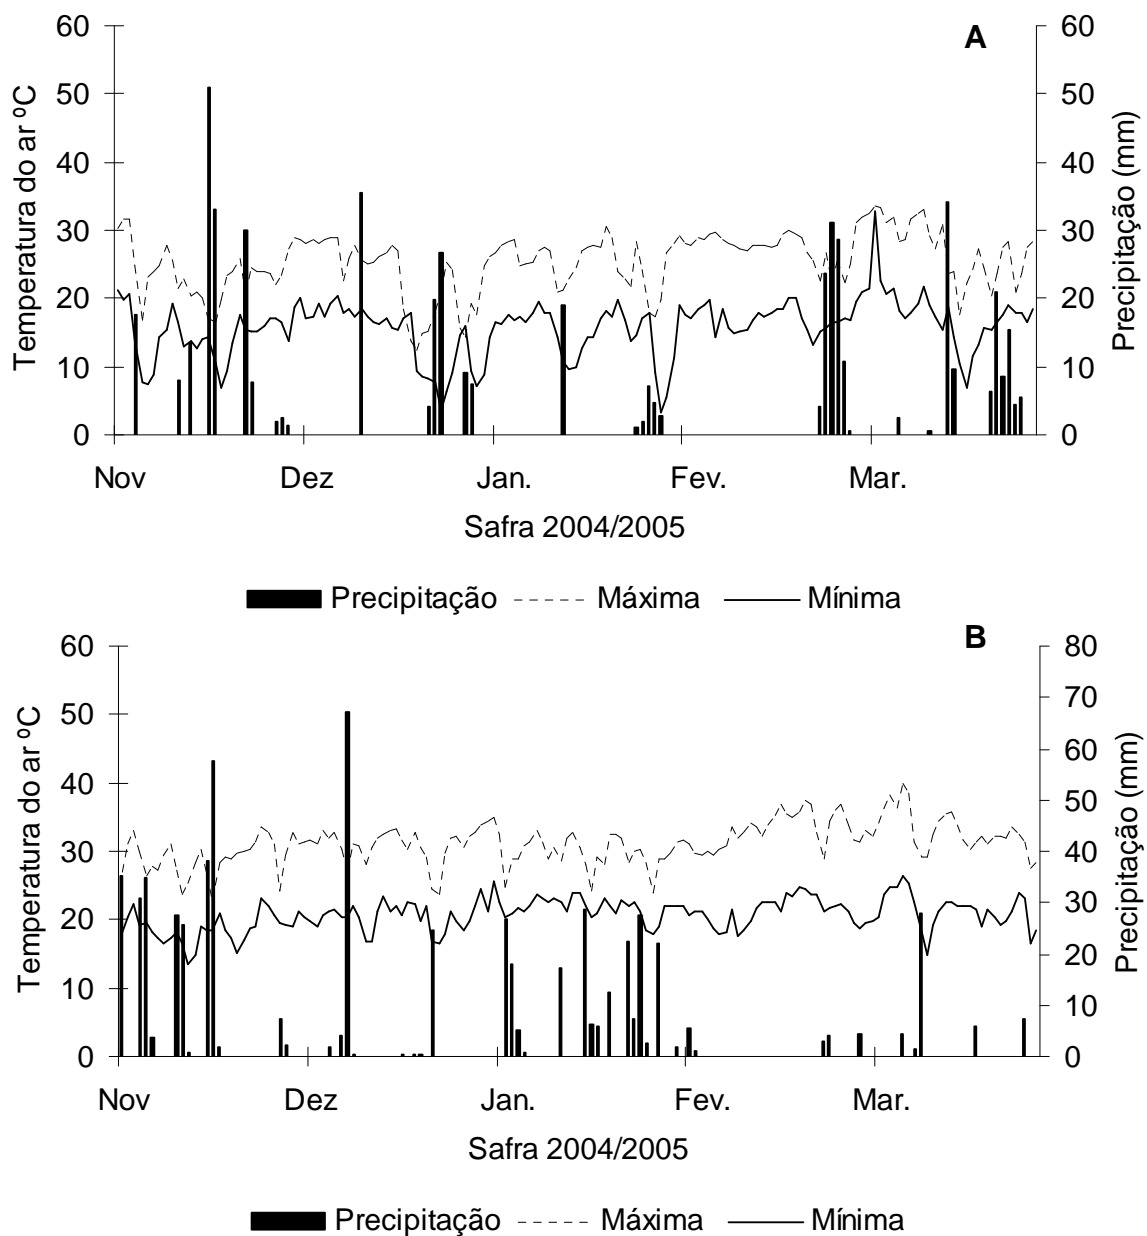 A
60 60
50 50
40 40
30 30
20 20
10 10
0 0
Temperatura do ar ºC
Precipitação (mm)
Nov Dez Jan. Fev. Mar.
Safra 2004/2005
Precipitação Máxima Mínima
B
60 80
70
50 60
40 50
30 40
30
20 20
10 10
0 0
Temperatura do ar ºC
Precipitação (mm)
Nov Dez Jan. Fev. Mar.
Safra 2004/2005
Precipitação Máxima Mínima